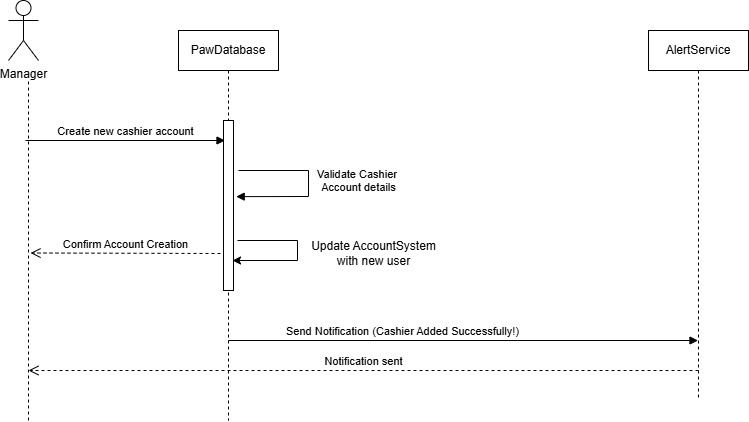 PawDatabase
AlertService
Manager
Create new cashier account
Validate Cashier
Account details
Confirm Account Creation
Update AccountSystem
with new user
Send Notification (Cashier Added Successfully!)
Notification sent